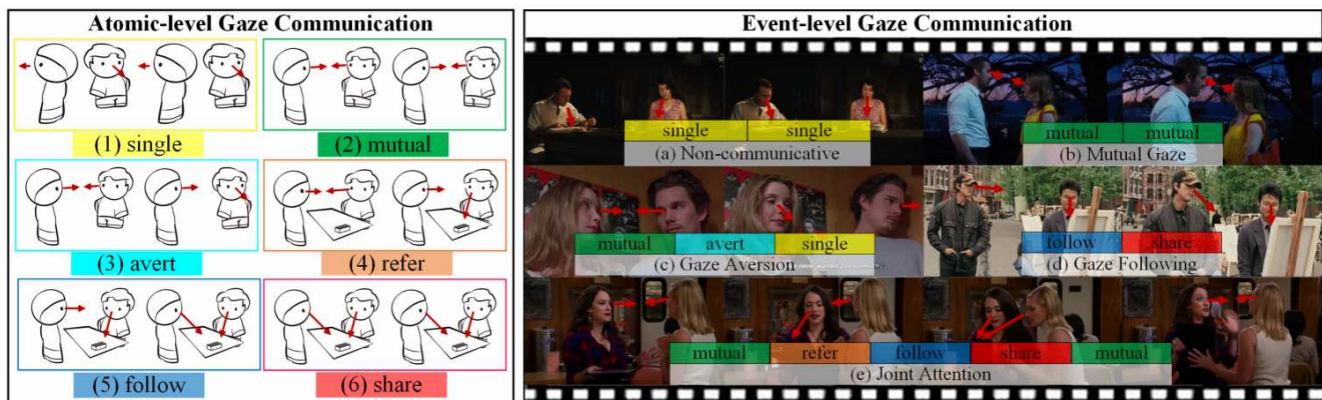 Atomic-level Gaze Communication
(1) single
(2) mutual
(3) avert
(4) refer
(5) follow
(6) share
Event-level Gaze Communication
single single
(a) Non-communicative
mutual mutual
(b) Mutual Gaze
mutual avert single
(c) Gaze Aversion
follow share
(d) Gaze Following
mutual refer follow share mutual
(e) Joint Attention